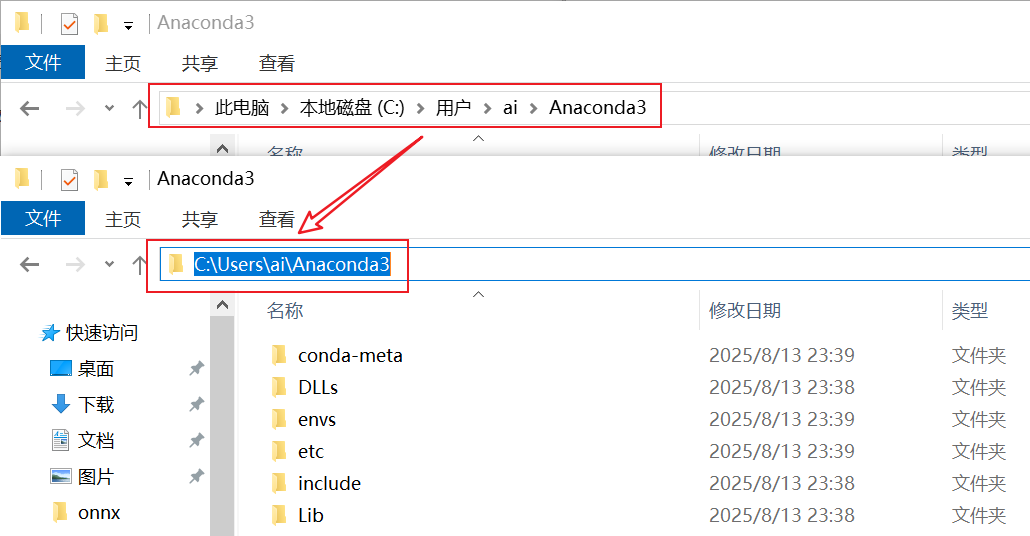 Anaconda3
文件 主页 共享 查看
此电脑 本地磁盘 (C:) 用户 ai Anaconda3
名称 修改日期 类型
Anaconda3
文件 主页 共享 查看
C:\Users\ai\Anaconda3
名称 修改日期 类型
快速访问
桌面
下载
文档
图片
onnx
conda-meta 2025/8/13 23:39 文件夹
DLLs 2025/8/13 23:38 文件夹
envs 2025/8/13 23:39 文件夹
etc 2025/8/13 23:39 文件夹
include 2025/8/13 23:38 文件夹
Lib 2025/8/13 23:38 文件夹